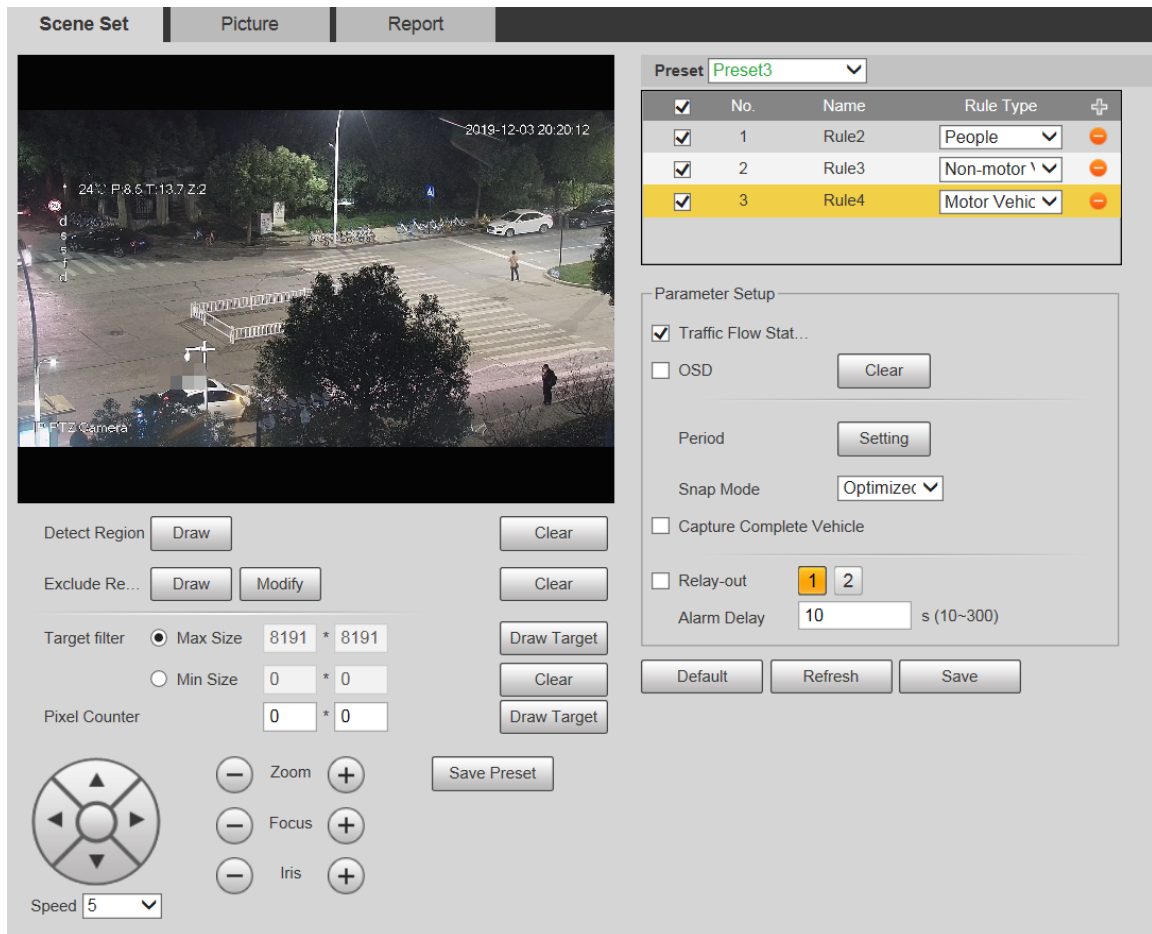 Scene Set Picture Report
Preset Preset3
No. Name Rule Type
1 Rule2 People
2 Rule3 Non-motor V
3 Rule4 Motor Vehic
2019-12-03 20:20:12
24℃ P:8.5 T:13.7 Z:2
d
s
s
f
d
IP PTZ Camera
Parameter Setup
Traffic Flow Stat...
OSD Clear
Period Setting
Snap Mode Optimized
Capture Complete Vehicle
Relay-out 1 2
Alarm Delay 10 s (10~300)
Default Refresh Save
Detect Region Draw Clear
Exclude Re... Draw Modify Clear
Target filter Max Size 8191 * 8191 Draw Target
Min Size 0 * 0 Clear
Pixel Counter 0 * 0 Draw Target
Zoom Save Preset
Focus
Iris
Speed 5